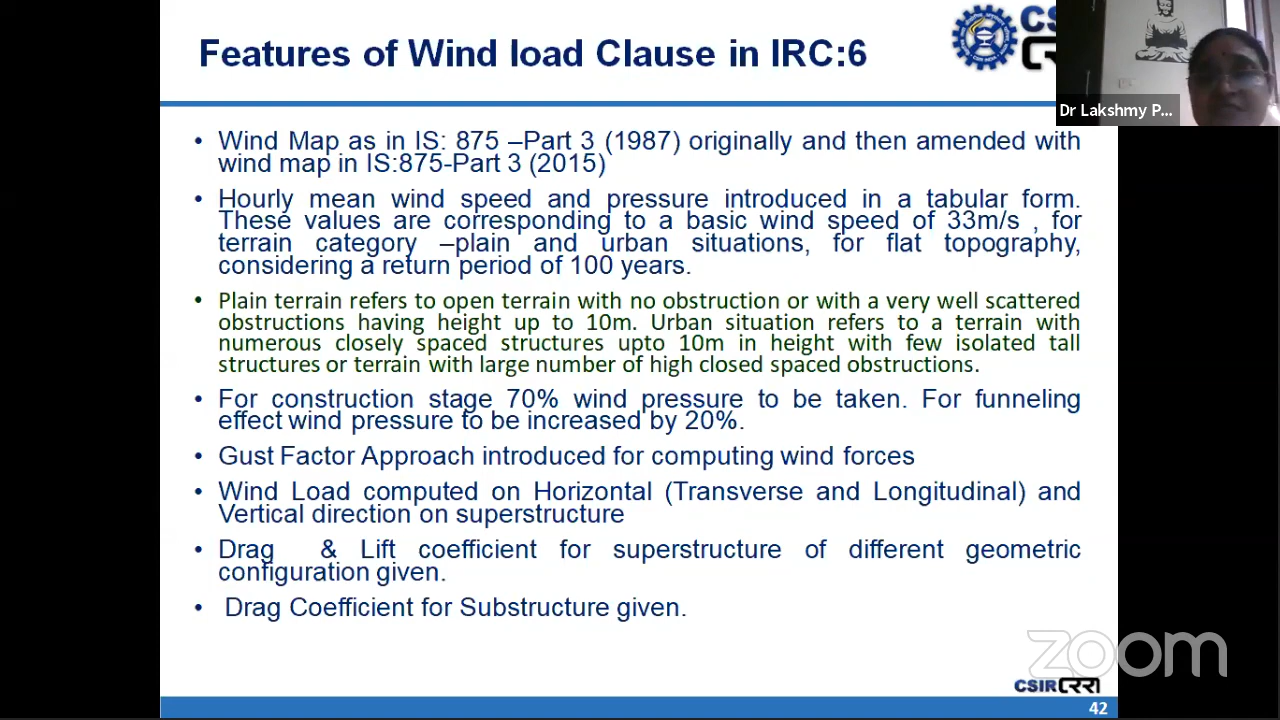 Features of Wind load Clause in IRC:6
CS
Dr Lakshmy P...
• Wind Map as in IS: 875 –Part 3 (1987) originally and then amended with
wind map in IS:875-Part 3 (2015)
• Hourly mean wind speed and pressure introduced in a tabular form.
These values are corresponding to a basic wind speed of 33m/s , for
terrain category –plain and urban situations, for flat topography,
considering a return period of 100 years.
• Plain terrain refers to open terrain with no obstruction or with a very well scattered
obstructions having height up to 10m. Urban situation refers to a terrain with
numerous closely spaced structures upto 10m in height with few isolated tall
structures or terrain with large number of high closed spaced obstructions.
• For construction stage 70% wind pressure to be taken. For funneling
effect wind pressure to be increased by 20%.
• Gust Factor Approach introduced for computing wind forces
• Wind Load computed on Horizontal (Transverse and Longitudinal) and
Vertical direction on superstructure
• Drag & Lift coefficient for superstructure of different geometric
configuration given.
• Drag Coefficient for Substructure given.
zoom
CSIR CRRI
42